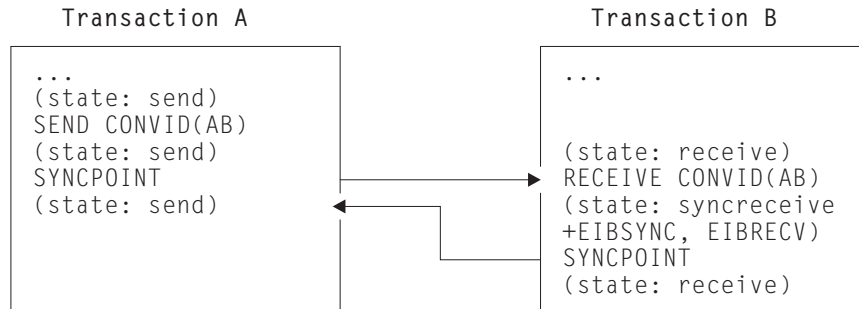 Transaction A
...
(state: send)
SEND CONVID(AB)
(state: send)
SYNCPOINT
(state: send)
Transaction B
...
(state: receive)
RECEIVE CONVID(AB)
(state: syncreceive
+EIBSYNC, EIBRECV)
SYNCPOINT
(state: receive)